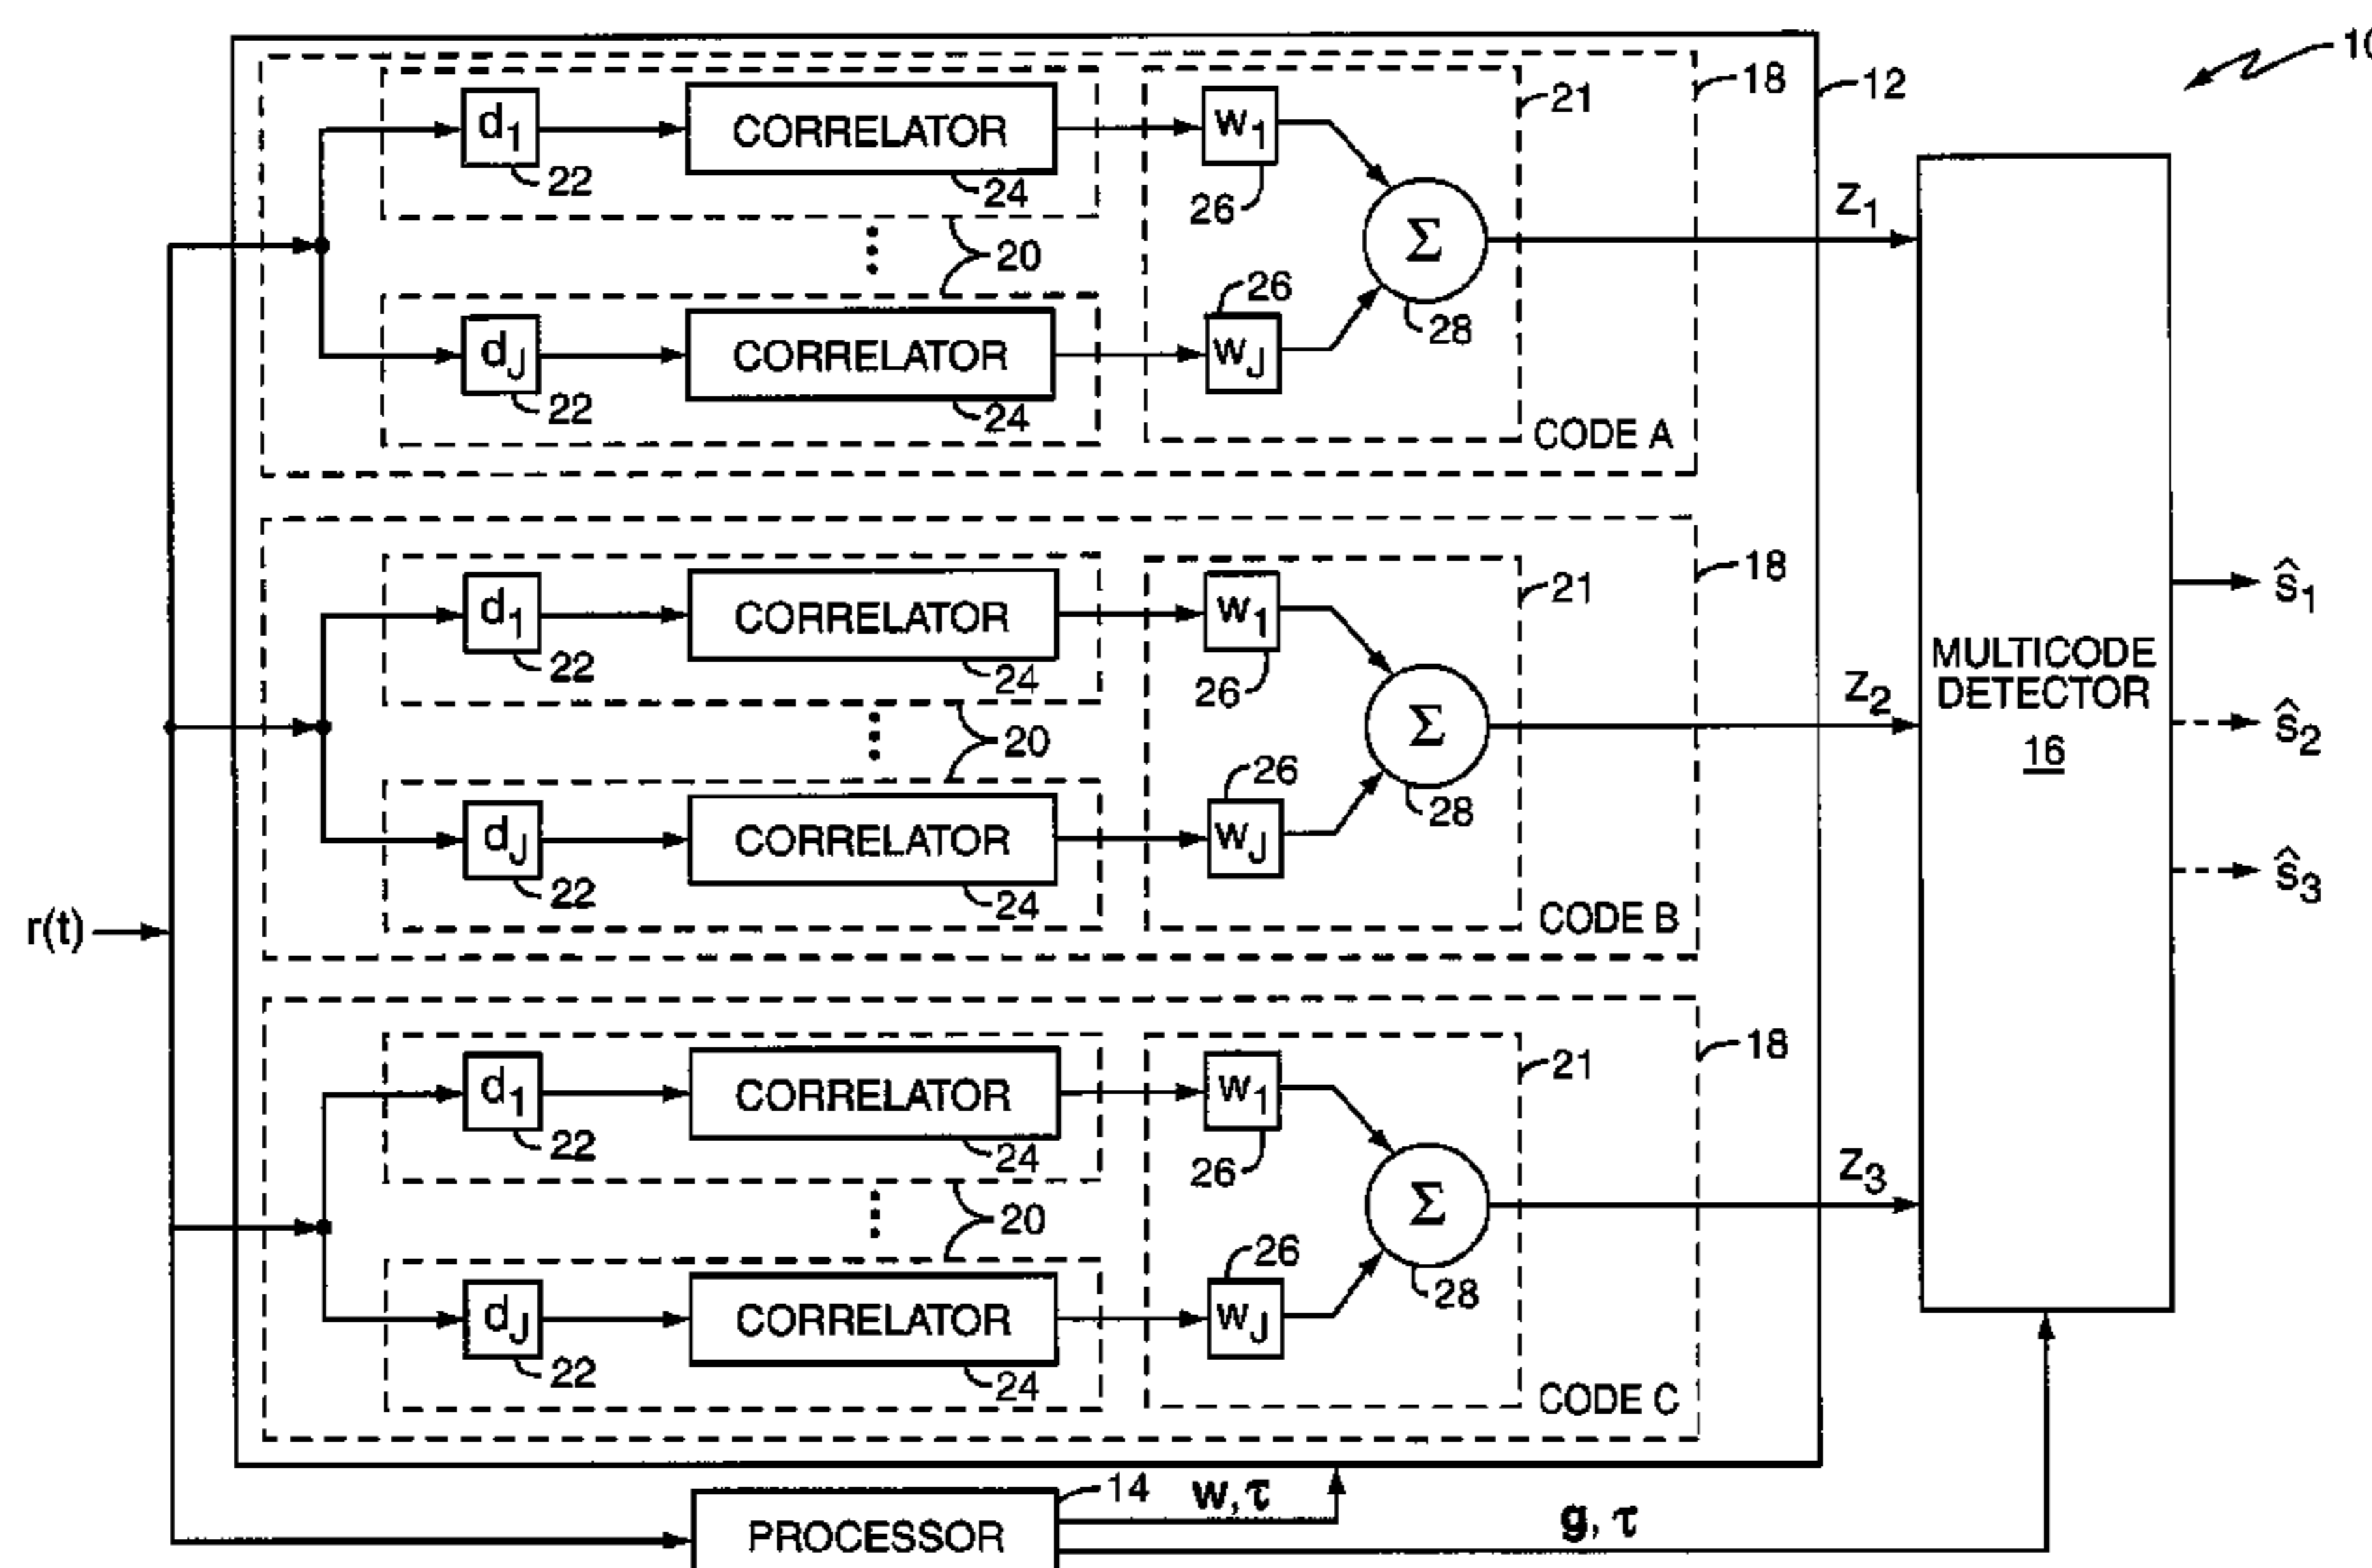 10
d1 CORRELATOR w1 21 18 12
22 24 26
Σ Z1
20
26
dJ CORRELATOR wJ 28
22 24
CODE A
d1 CORRELATOR w1 21 18
22 24 26
Σ Z2
20
26
dJ CORRELATOR wJ 28
22 24
CODE B
MULTICODE
DETECTOR
16
ŝ1
ŝ2
ŝ3
r(t)
d1 CORRELATOR w1 21 18
22 24 26
Σ Z3
20
26
dJ CORRELATOR wJ 28
22 24
CODE C
14
w, τ
PROCESSOR
g, τ